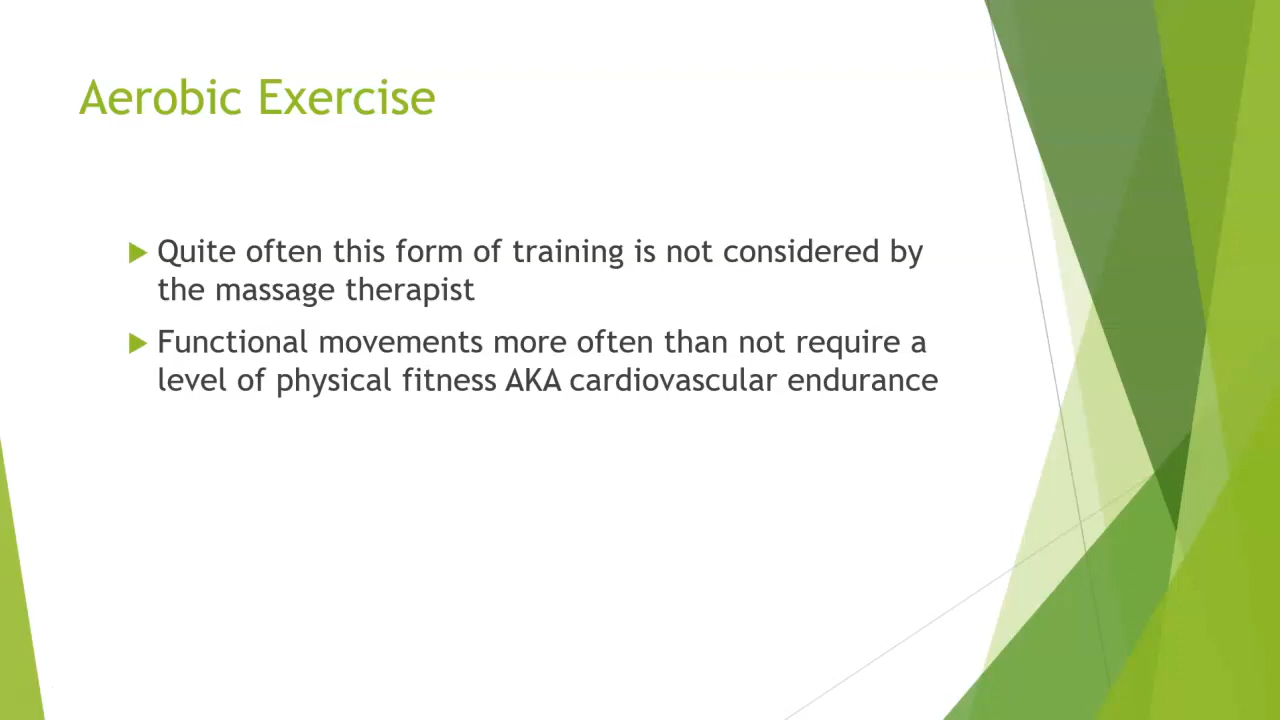 Aerobic Exercise
Quite often this form of training is not considered by
the massage therapist
Functional movements more often than not require a
level of physical fitness AKA cardiovascular endurance